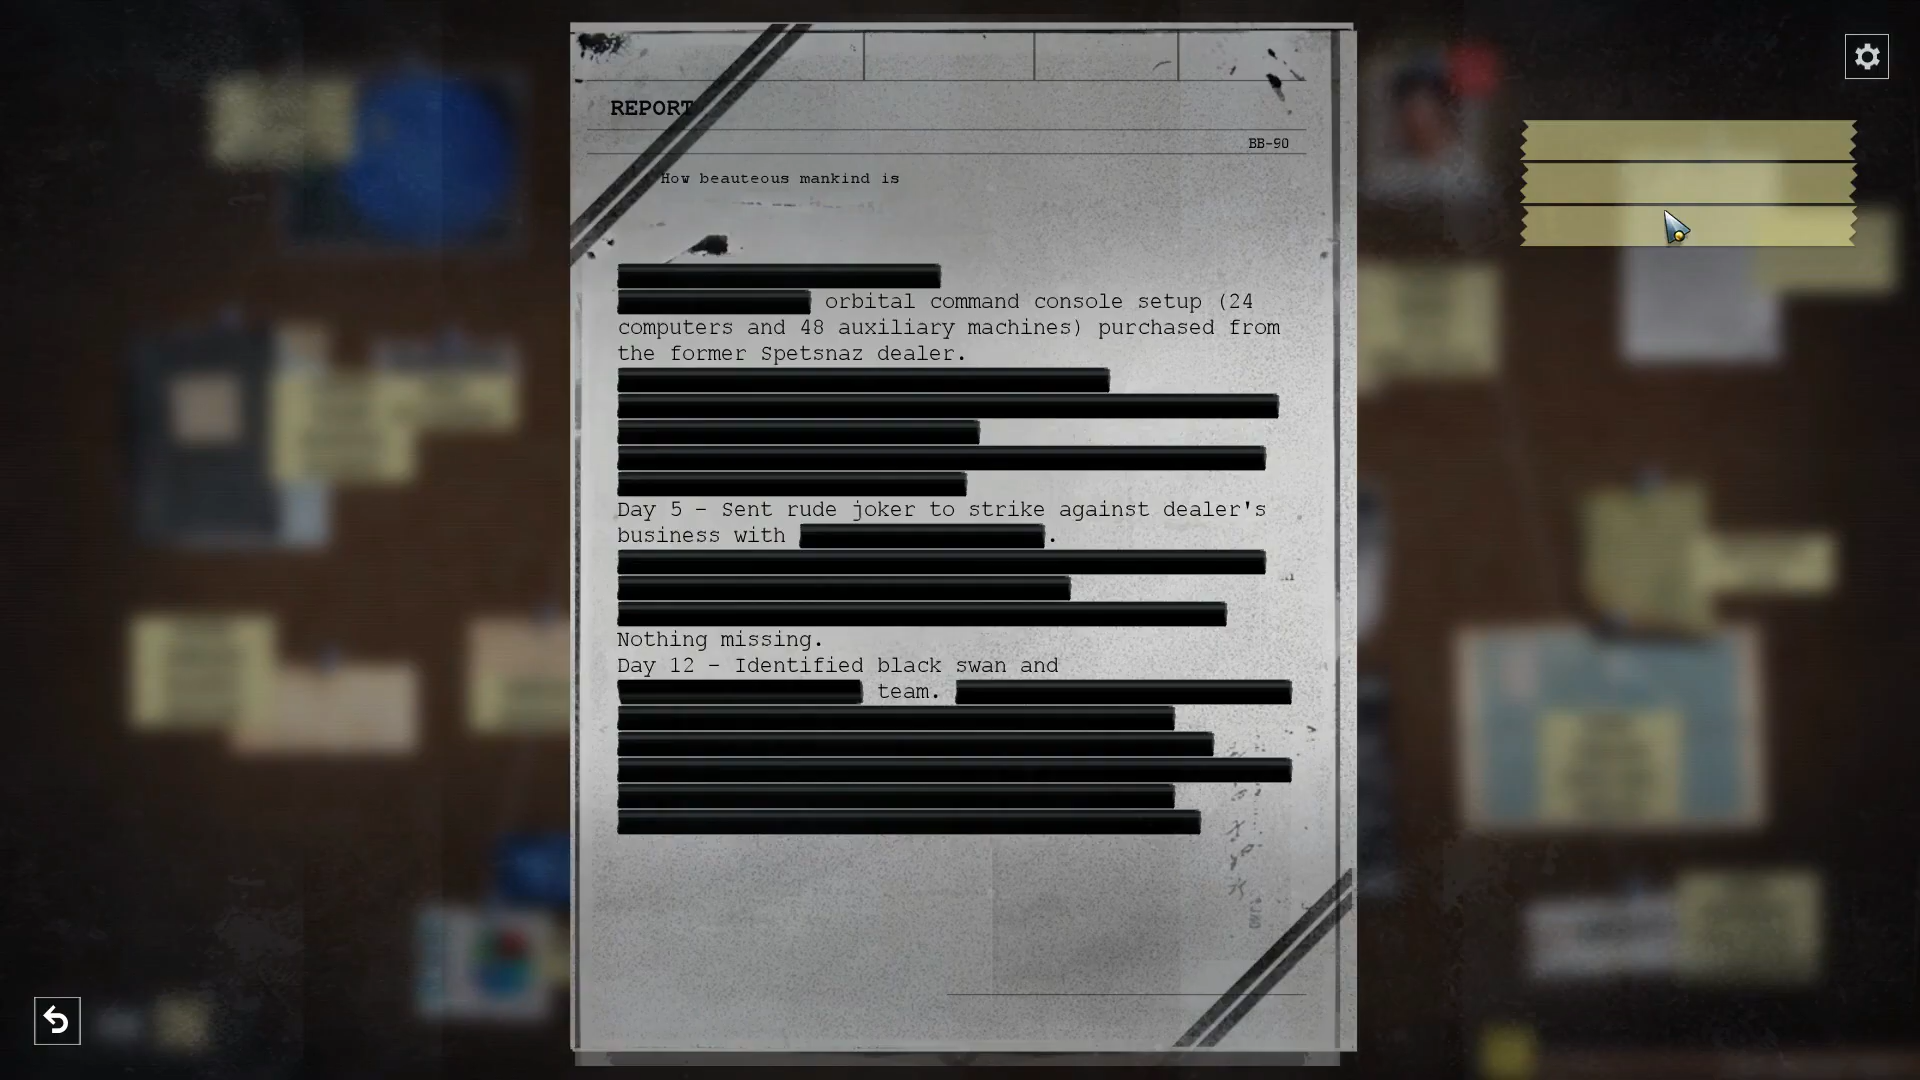 REPORT
BB-90
How beauteous mankind is
orbital command console setup (24
computers and 48 auxiliary machines) purchased from
the former Spetsnaz dealer.
Day 5 - Sent rude joker to strike against dealer's
business with .
Nothing missing.
Day 12 - Identified black swan and
team.